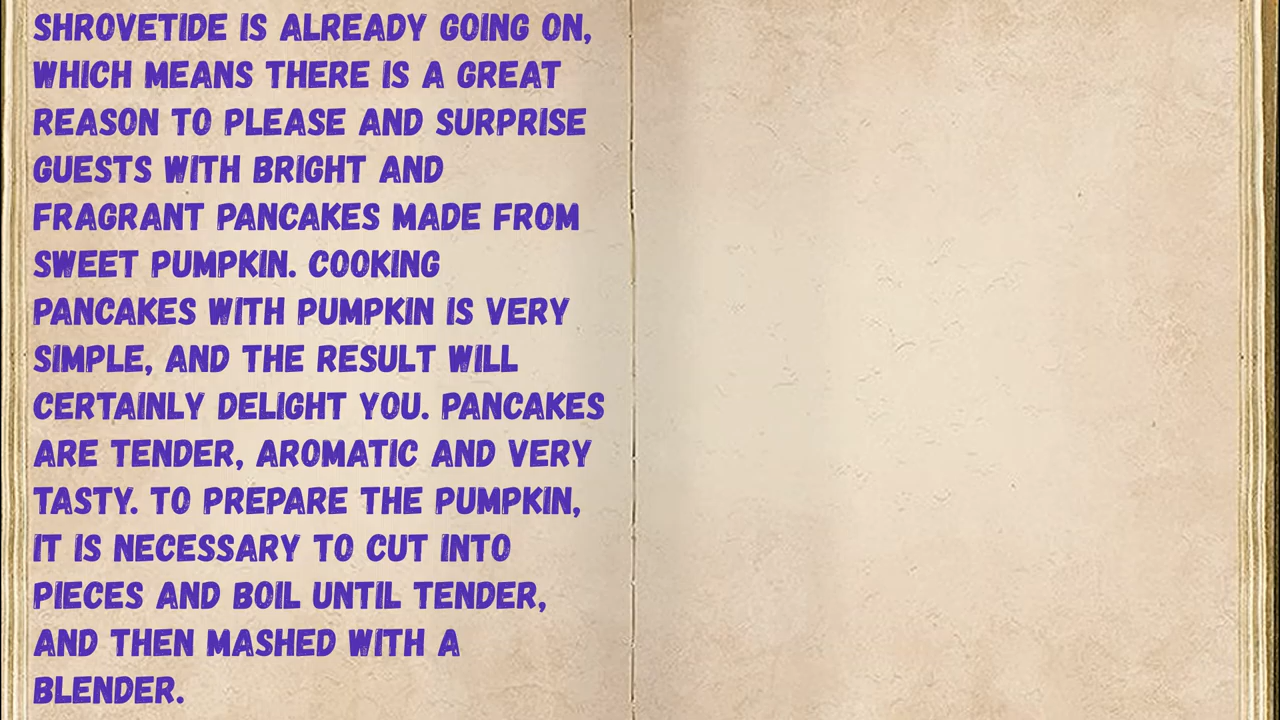 SHROVETIDE IS ALREADY GOING ON,
WHICH MEANS THERE IS A GREAT
REASON TO PLEASE AND SURPRISE
GUESTS WITH BRIGHT AND
FRAGRANT PANCAKES MADE FROM
SWEET PUMPKIN. COOKING
PANCAKES WITH PUMPKIN IS VERY
SIMPLE, AND THE RESULT WILL
CERTAINLY DELIGHT YOU. PANCAKES
ARE TENDER, AROMATIC AND VERY
TASTY. TO PREPARE THE PUMPKIN,
IT IS NECESSARY TO CUT INTO
PIECES AND BOIL UNTIL TENDER,
AND THEN MASHED WITH A
BLENDER.